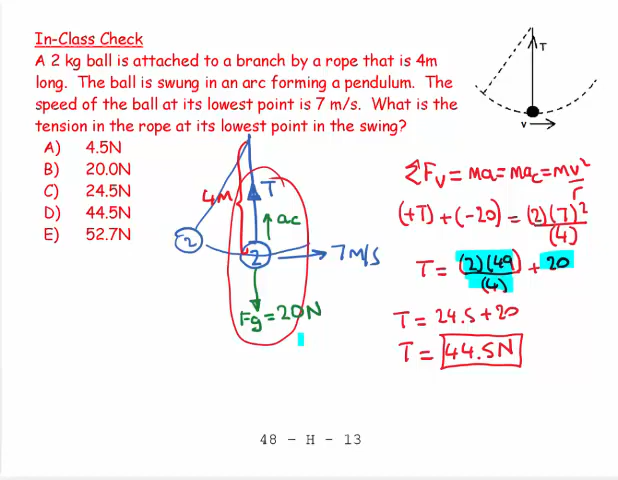 In-Class Check
A 2 kg ball is attached to a branch by a rope that is 4m
long. The ball is swung in an arc forming a pendulum. The
speed of the ball at its lowest point is 7 m/s. What is the
tension in the rope at its lowest point in the swing?
A) 4.5N
B) 20.0N
C) 24.5N
D) 44.5N
E) 52.7N
T
v
4M
T
ac
2
2
7M/S
Fg=20N
ΣFv = ma = mac = mv²/r
(+T) + (-20) = (2)(7)²/(4)
T = (2)(49)/(4) + 20
T = 24.5 + 20
T = 44.5N
48 - H - 13